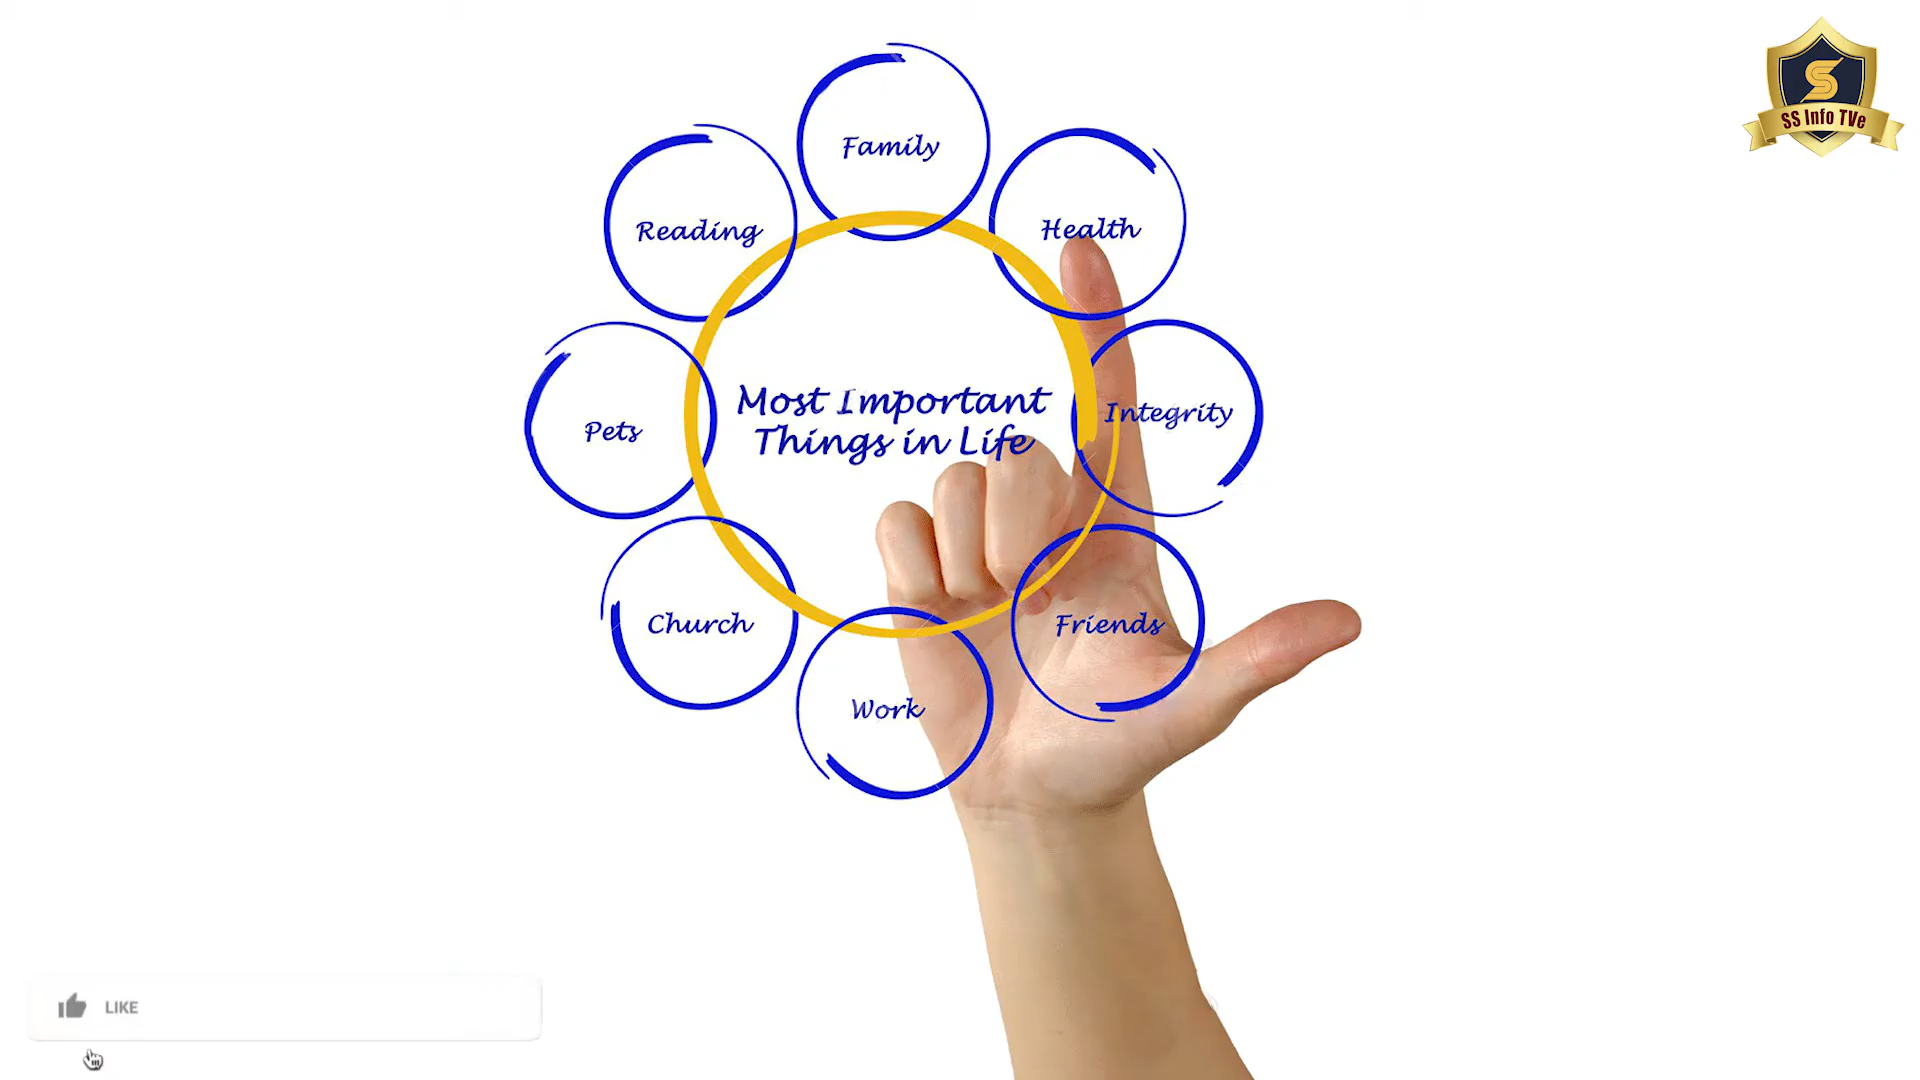 Family
Reading
Health
Most Important
Things in Life
Integrity
Pets
Church
Friends
Work
SS Info TVe
LIKE